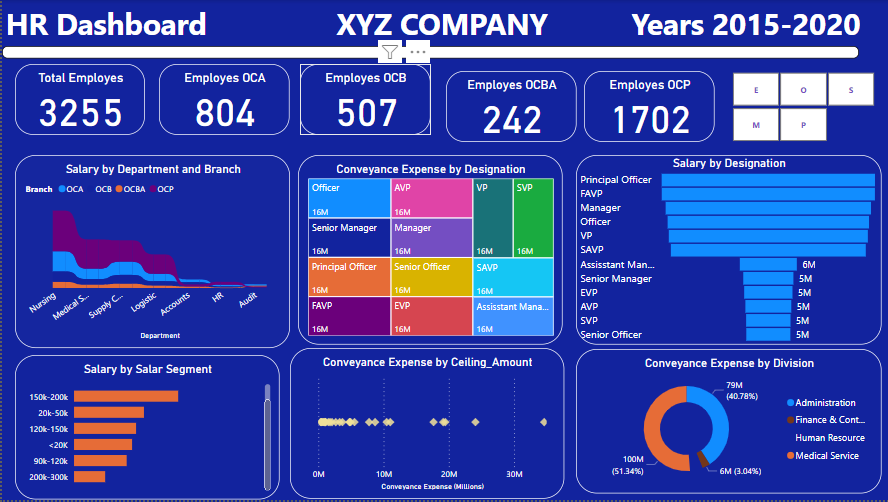 HR Dashboard XYZ COMPANY Years 2015-2020
Total Employes
3255
Employes OCA
804
Employes OCB
507
Employes OCBA
242
Employes OCP
1702
E O S
M P
Salary by Department and Branch
Branch OCA OCB OCBA OCP
Nursing
Medical S...
Supply C...
Logistic
Accounts
HR
Audit
Department
Conveyance Expense by Designation
Officer
16M
AVP
16M
VP
16M
SVP
16M
Senior Manager
16M
Manager
16M
Principal Officer
16M
Senior Officer
16M
SAVP
16M
FAVP
16M
EVP
16M
Assisstant Mana...
16M
Salary by Designation
Principal Officer
FAVP
Manager
Officer
VP
SAVP
Assisstant Man... 6M
Senior Manager 5M
EVP 5M
AVP 5M
SVP 5M
Senior Officer 5M
Salary by Salar Segment
150k-200k
20k-50k
120k-150k
<20K
90k-120k
200k-300k
Conveyance Expense by Ceiling_Amount
0M 10M 20M 30M
Conveyance Expense (Millions)
Conveyance Expense by Division
79M
(40.78%)
6M (3.04%)
100M
(51.34%)
Administration
Finance & Cont...
Human Resource
Medical Service